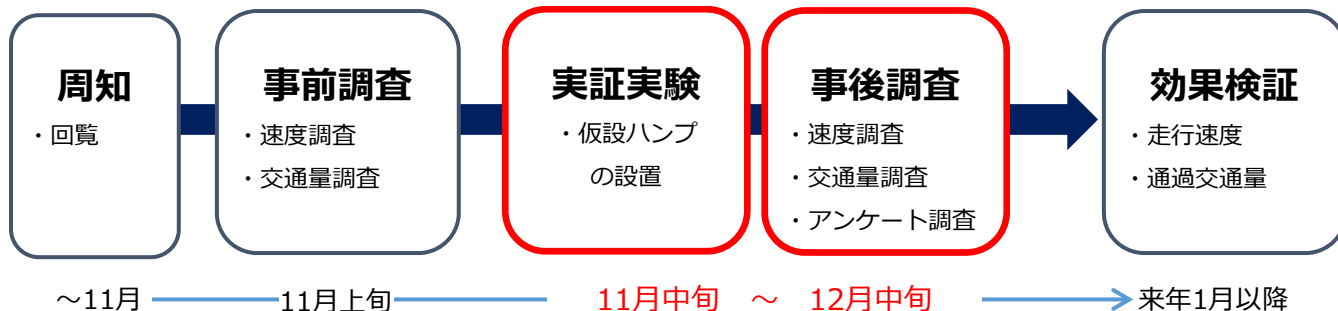 周知
・回覧
事前調査
・速度調査
・交通量調査
実証実験
・仮設ハンプ
の設置
事後調査
・速度調査
・交通量調査
・アンケート調査
効果検証
・走行速度
・通過交通量
～11月
11月上旬
11月中旬　～　12月中旬
来年1月以降